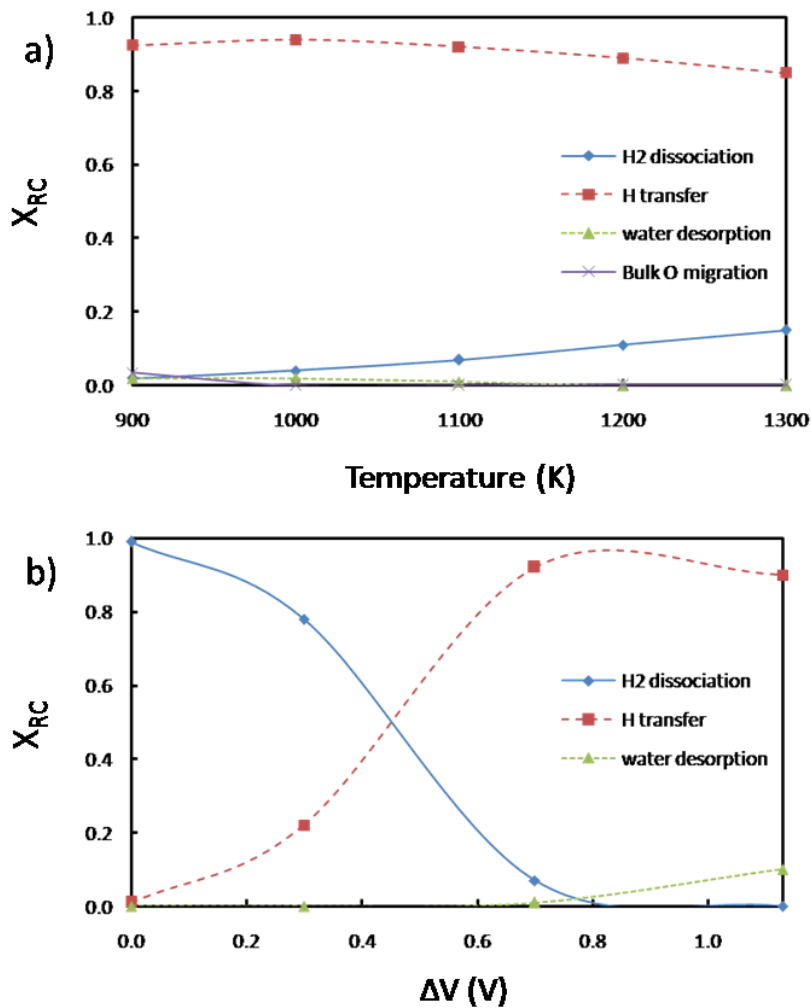 a)
1.0
0.8
0.6
0.4
0.2
0.0
X_RC
H2 dissociation
H transfer
water desorption
Bulk O migration
900 1000 1100 1200 1300
Temperature (K)
b)
1.0
0.8
0.6
0.4
0.2
0.0
X_RC
H2 dissociation
H transfer
water desorption
0.0 0.2 0.4 0.6 0.8 1.0
ΔV (V)